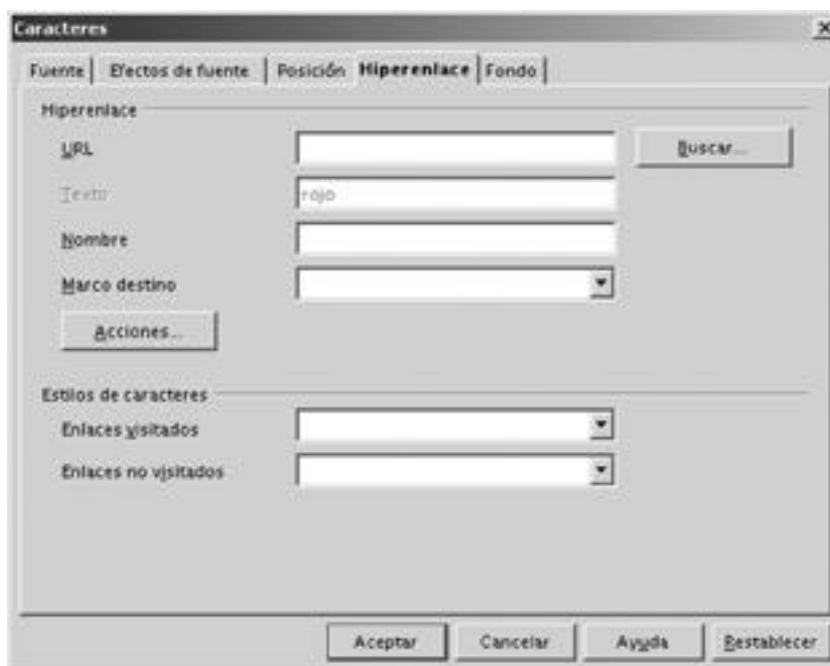 Caracteres
Fuente Efectos de fuente Posición Hiperenlace Fondo
Hiperenlace
URL Buscar...
Texto rojo
Nombre
Marco destino
Acciones...
Estilos de caracteres
Enlaces visitados
Enlaces no visitados
Aceptar Cancelar Ayuda Restablecer